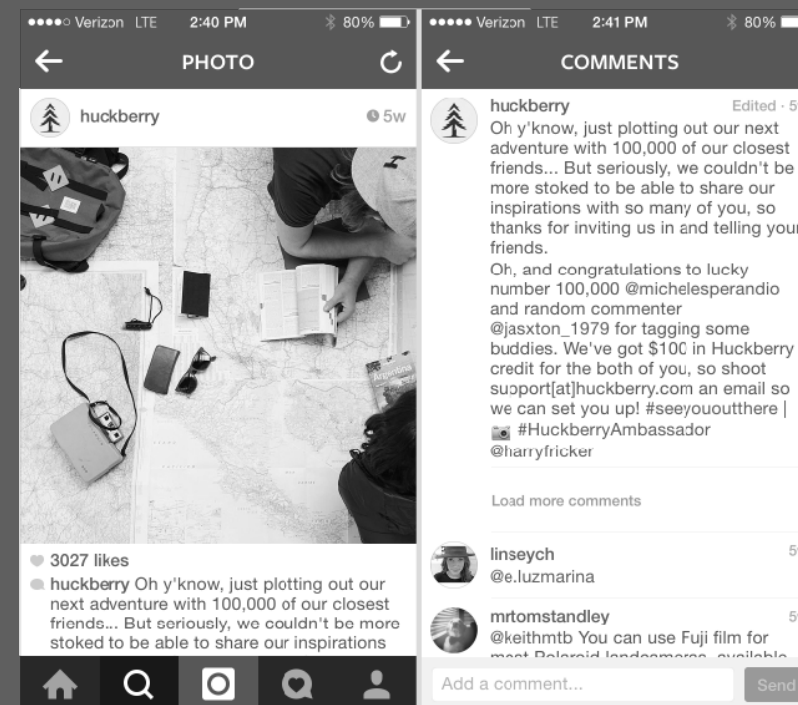 Verizon LTE 2:40 PM 80%
PHOTO
huckberry 5w
Argentina
3027 likes
huckberry Oh y'know, just plotting out our
next adventure with 100,000 of our closest
friends... But seriously, we couldn't be more
stoked to be able to share our inspirations
Verizon LTE 2:41 PM 80%
COMMENTS
huckberry Edited · 5
Oh y'know, just plotting out our next
adventure with 100,000 of our closest
friends... But seriously, we couldn't be
more stoked to be able to share our
inspirations with so many of you, so
thanks for inviting us in and telling your
friends.
Oh, and congratulations to lucky
number 100,000 @michelesperandio
and random commenter
@jasxton_1979 for tagging some
buddies. We've got $100 in Huckberry
credit for the both of you, so shoot
support[at]huckberry.com an email so
we can set you up! #seeyououtthere |
📷 #HuckberryAmbassador
@harryfricker
Load more comments
linseych 5
@e.luzmarina
mrtomstandley 5
@keithmtb You can use Fuji film for
most Polaroid landcameras, available
Add a comment...
Send